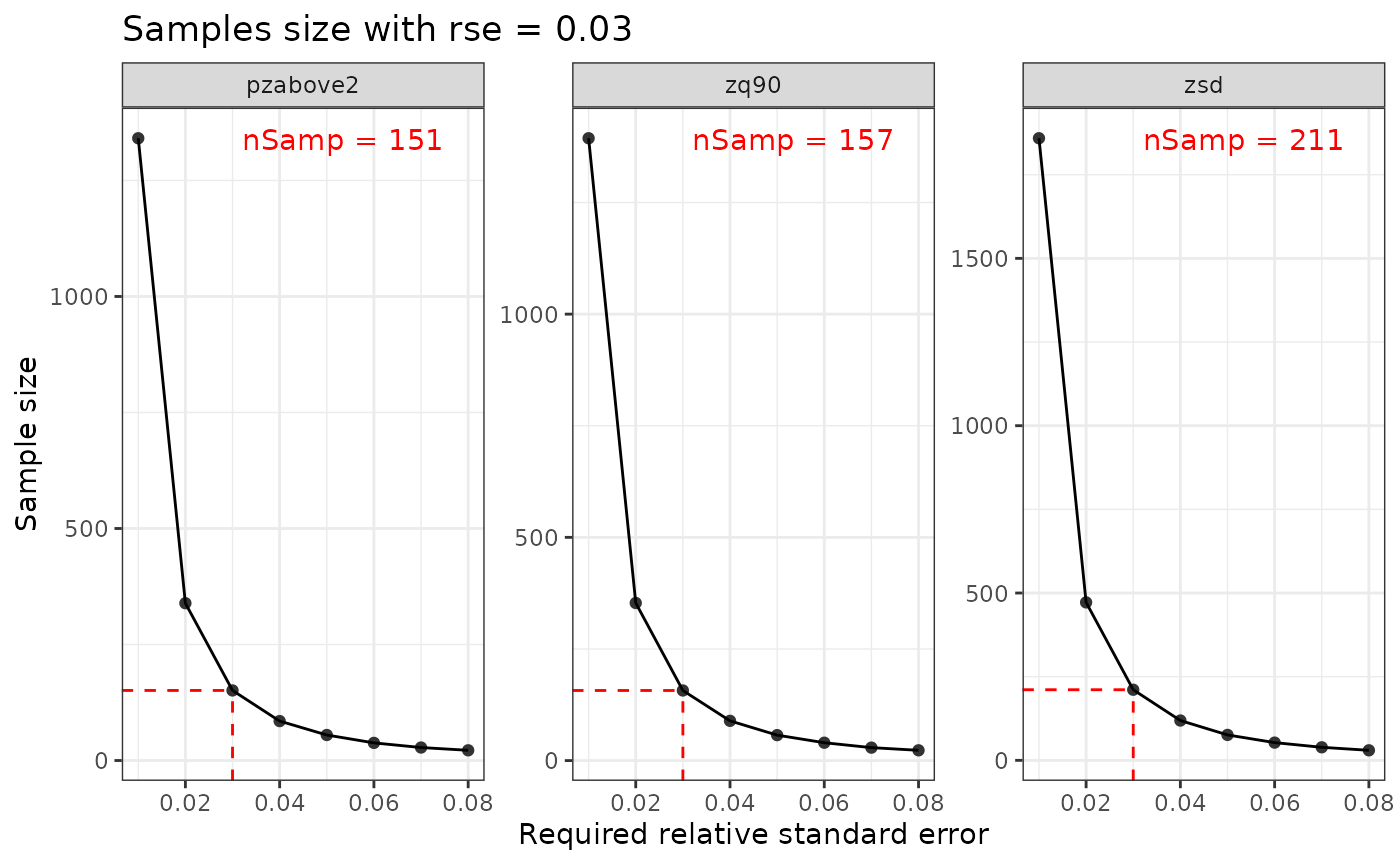 Samples size with rse = 0.03
pzabove2 zq90 zsd
nSamp = 151 nSamp = 157 nSamp = 211
1000 500 0
1000 500 0
1500 1000 500 0
Sample size
0.02 0.04 0.06 0.08 0.02 0.04 0.06 0.08 0.02 0.04 0.06 0.08
Required relative standard error